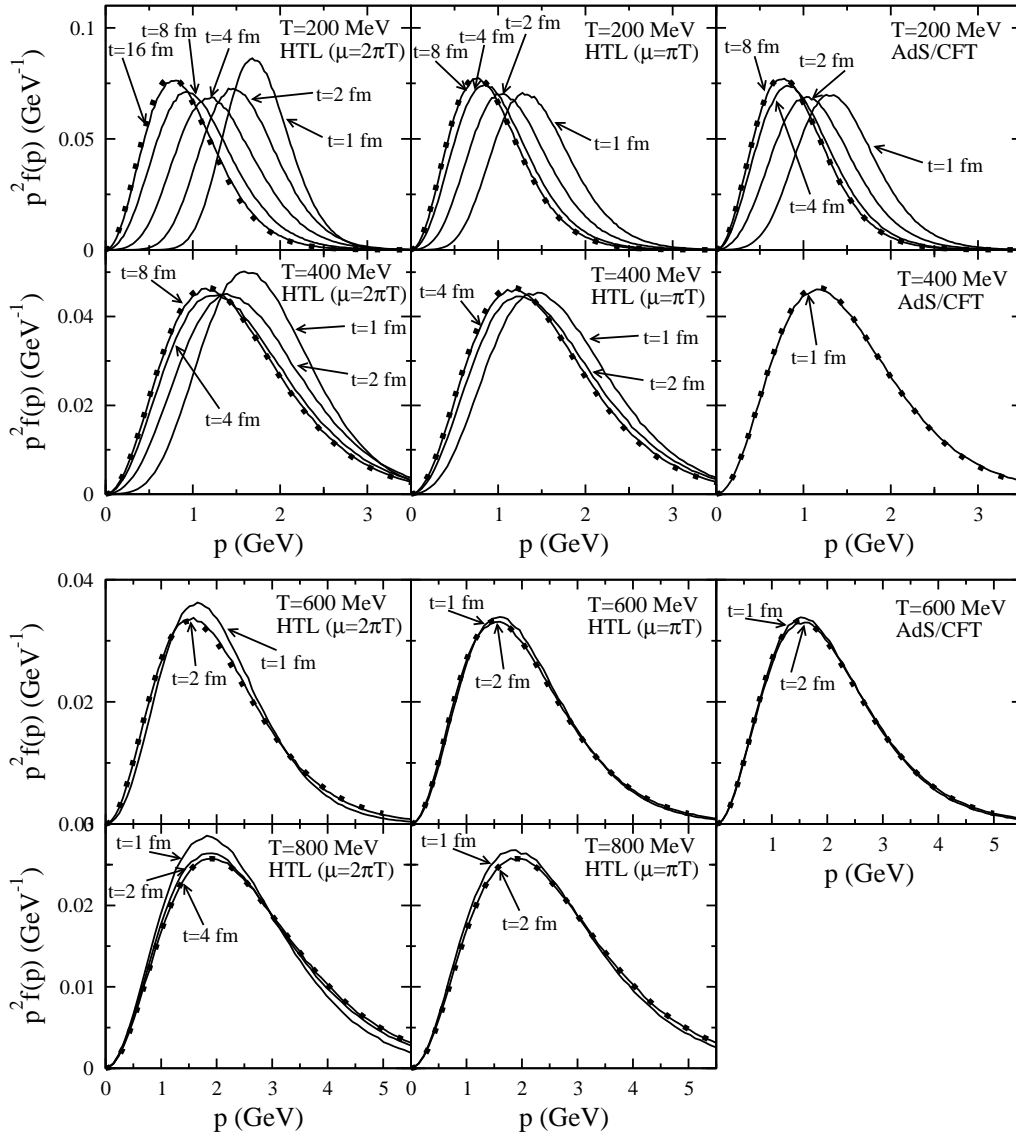 T=200 MeV
HTL (μ=2πT)
t=8 fm
t=4 fm
t=16 fm
t=2 fm
t=1 fm
T=200 MeV
HTL (μ=πT)
t=2 fm
t=4 fm
t=8 fm
t=1 fm
T=200 MeV
AdS/CFT
t=2 fm
t=8 fm
t=1 fm
t=4 fm
0.1
0.05
0
p²f(p) (GeV⁻¹)
T=400 MeV
HTL (μ=2πT)
t=8 fm
t=1 fm
t=2 fm
t=4 fm
T=400 MeV
HTL (μ=πT)
t=4 fm
t=1 fm
t=2 fm
T=400 MeV
AdS/CFT
t=1 fm
0.04
0.02
0
p²f(p) (GeV⁻¹)
0 1 2 3 0 1 2 3 0 1 2 3
p (GeV) p (GeV) p (GeV)
T=600 MeV
HTL (μ=2πT)
t=1 fm
t=2 fm
T=600 MeV
HTL (μ=πT)
t=1 fm
t=2 fm
T=600 MeV
AdS/CFT
t=1 fm
t=2 fm
0.04
0.02
p²f(p) (GeV⁻¹)
1 2 3 4 5
p (GeV)
T=800 MeV
HTL (μ=2πT)
t=1 fm
t=2 fm
t=4 fm
T=800 MeV
HTL (μ=πT)
t=1 fm
t=2 fm
0.02
0.01
0
p²f(p) (GeV⁻¹)
0 1 2 3 4 5 0 1 2 3 4 5
p (GeV) p (GeV)